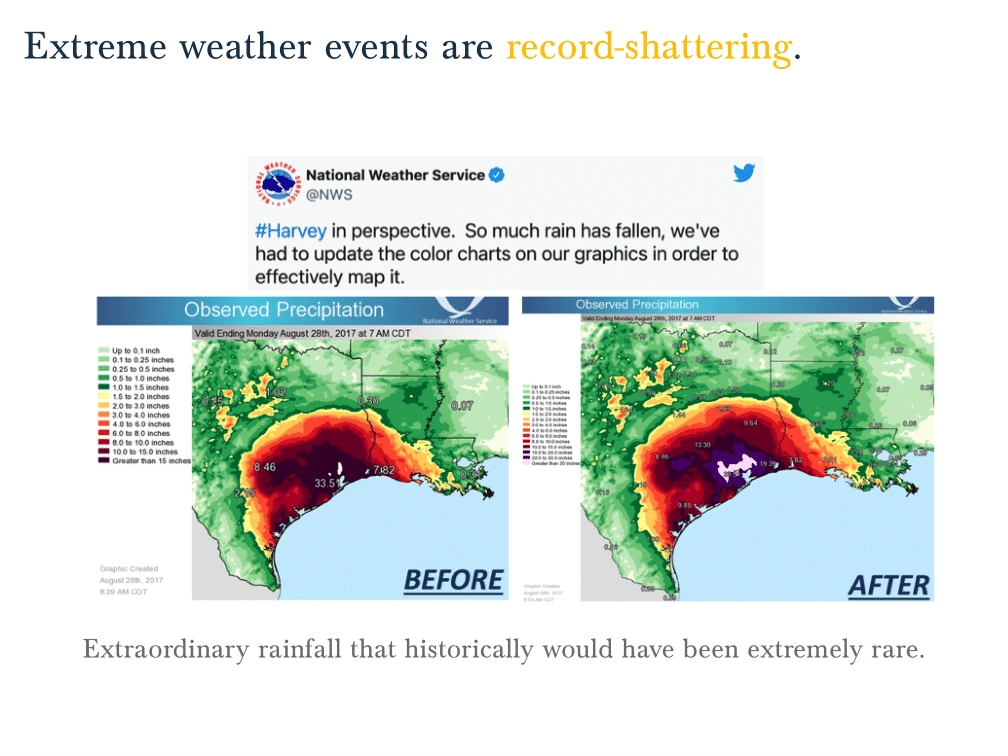 Extreme weather events are record-shattering.
National Weather Service
@NWS
#Harvey in perspective.  So much rain has fallen, we've
had to update the color charts on our graphics in order to
effectively map it.
Observed Precipitation
National Weather Service
Valid Ending Monday August 28th, 2017 at 7 AM CDT
Up to 0.1 inch
0.1 to 0.25 inches
0.25 to 0.5 inches
0.5 to 1.0 inches
1.0 to 1.5 inches
1.5 to 2.0 inches
2.0 to 3.0 inches
3.0 to 4.0 inches
4.0 to 6.0 inches
6.0 to 8.0 inches
8.0 to 10.0 inches
10.0 to 15.0 inches
Greater than 15 inches
0.30
0.07
8.46
7.82
33.51
Graphic Created
August 28th, 2017
8:39 AM CDT
BEFORE
Observed Precipitation
Valid Ending Monday August 28th, 2017 at 7 AM CDT
Up to 0.1 inch
0.1 to 0.25 inches
0.25 to 0.5 inches
0.5 to 1.0 inches
1.0 to 1.5 inches
1.5 to 2.0 inches
2.0 to 3.0 inches
3.0 to 4.0 inches
4.0 to 6.0 inches
6.0 to 8.0 inches
8.0 to 10.0 inches
10.0 to 15.0 inches
15.0 to 20.0 inches
20.0 to 30.0 inches
Greater than 30 inches
0.07
0.12
0.10
0.07
9.64
13.30
8.46
7.82
9.85
Graphic Created
August 28th, 2017
AFTER
Extraordinary rainfall that historically would have been extremely rare.